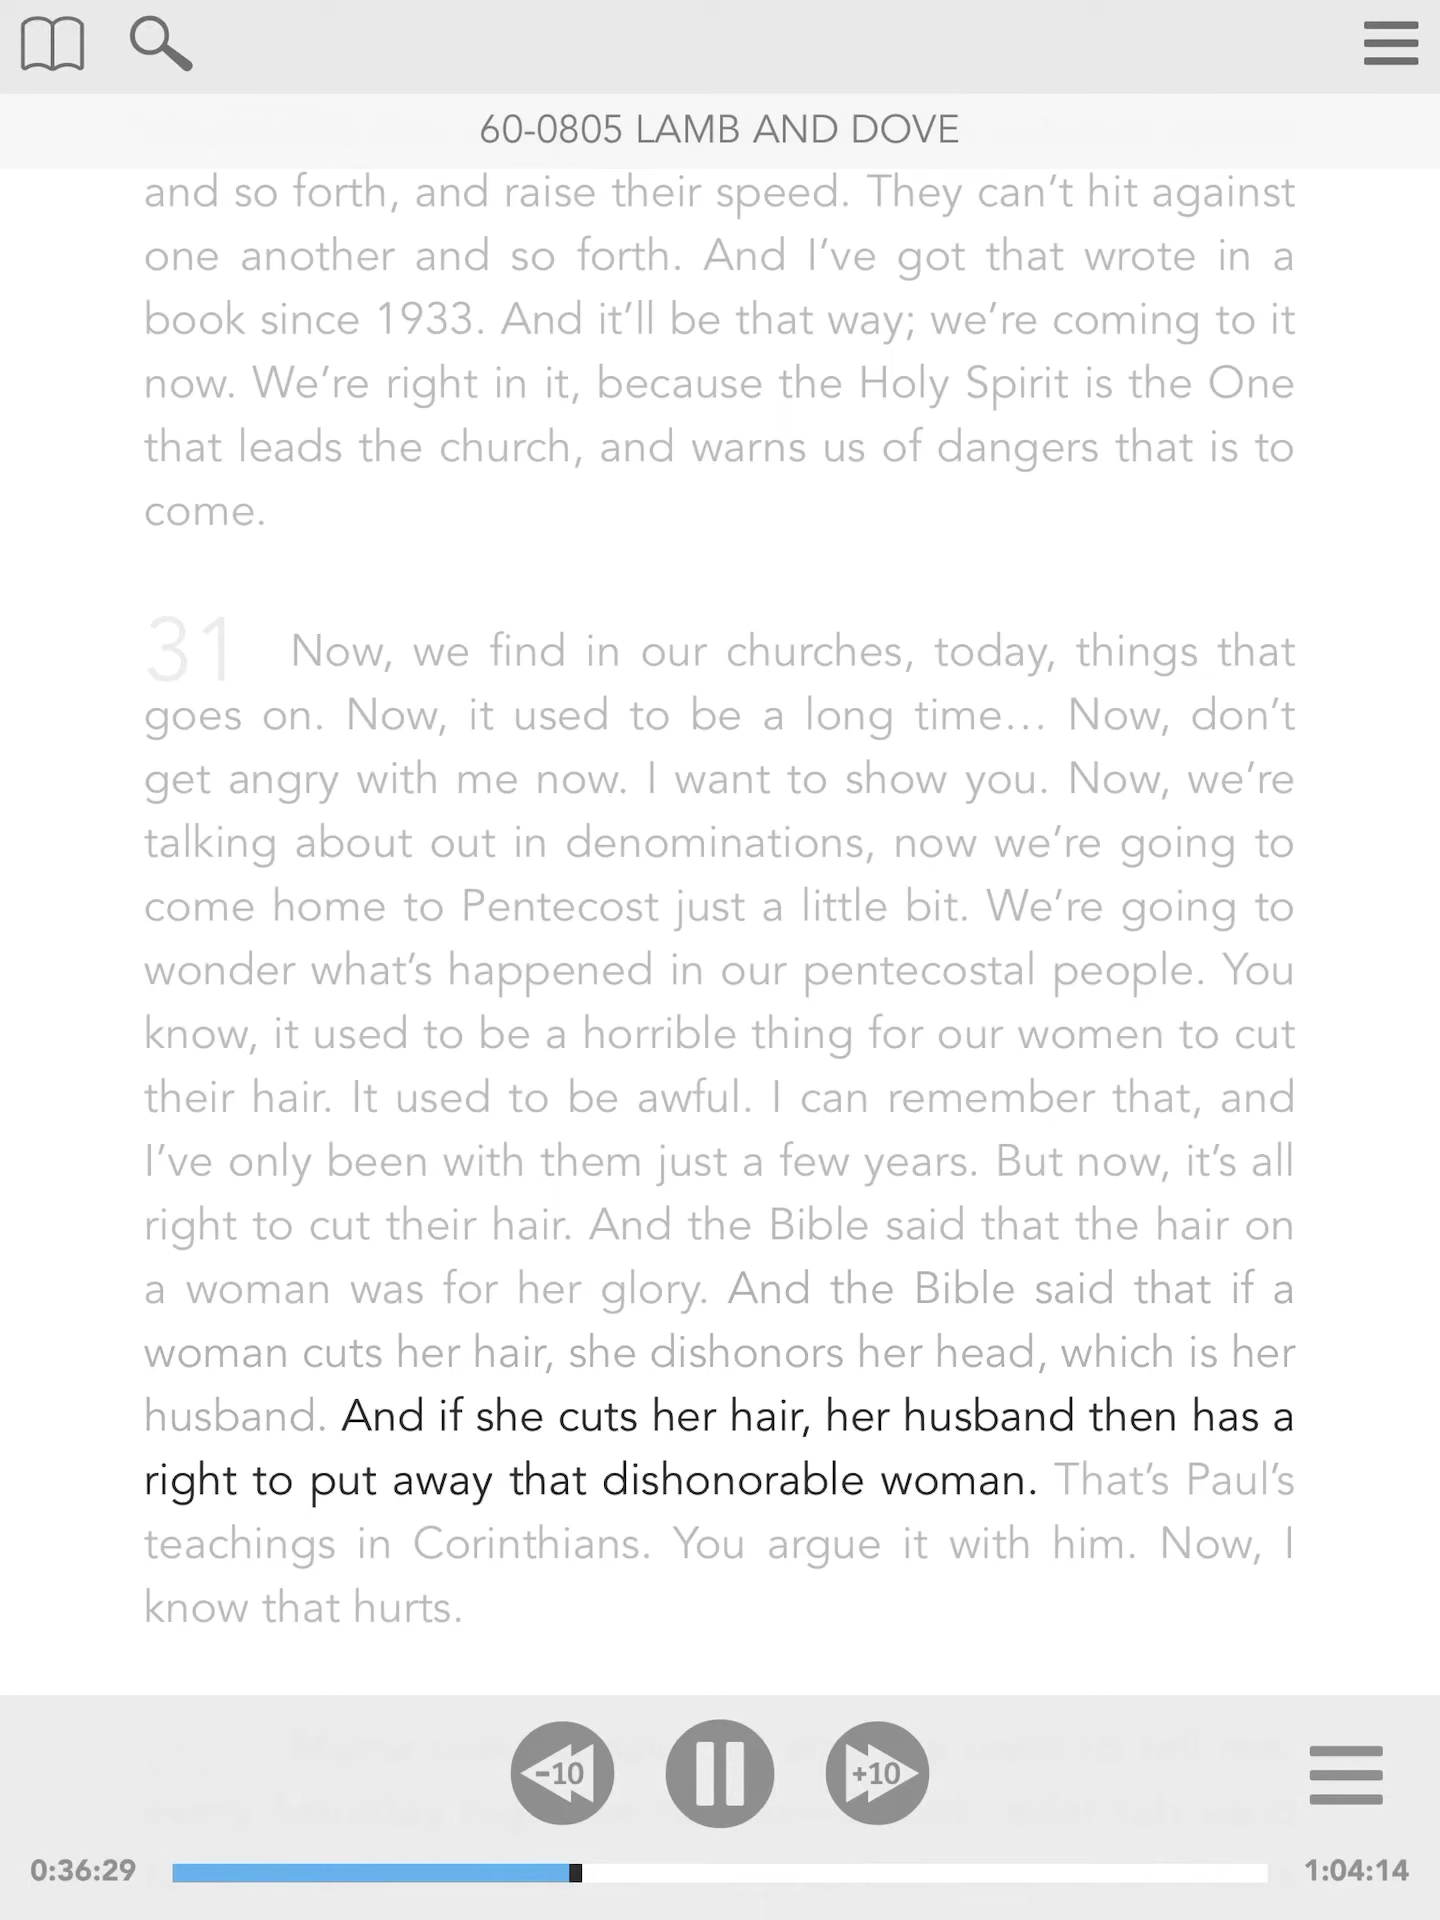 60-0805 LAMB AND DOVE
and so forth, and raise their speed. They can’t hit against
one another and so forth. And I’ve got that wrote in a
book since 1933. And it’ll be that way; we’re coming to it
now. We’re right in it, because the Holy Spirit is the One
that leads the church, and warns us of dangers that is to
come.
31 Now, we find in our churches, today, things that
goes on. Now, it used to be a long time… Now, don’t
get angry with me now. I want to show you. Now, we’re
talking about out in denominations, now we’re going to
come home to Pentecost just a little bit. We’re going to
wonder what’s happened in our pentecostal people. You
know, it used to be a horrible thing for our women to cut
their hair. It used to be awful. I can remember that, and
I’ve only been with them just a few years. But now, it’s all
right to cut their hair. And the Bible said that the hair on
a woman was for her glory. And the Bible said that if a
woman cuts her hair, she dishonors her head, which is her
husband. And if she cuts her hair, her husband then has a
right to put away that dishonorable woman. That’s Paul’s
teachings in Corinthians. You argue it with him. Now, I
know that hurts.
-10 +10
0:36:29 1:04:14